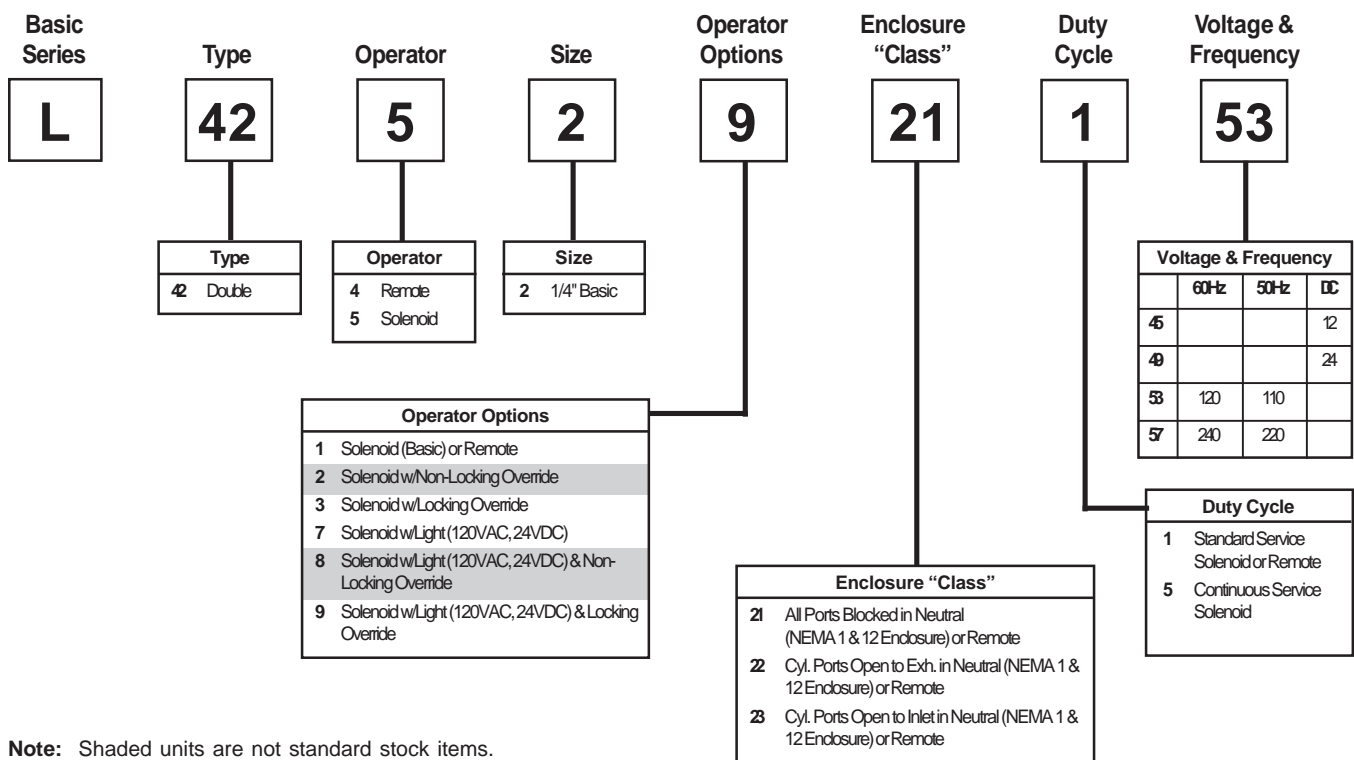 Basic Series
Type
Operator
Size
Operator Options
Enclosure “Class”
Duty Cycle
Voltage & Frequency
L
42
5
2
9
21
1
53
Type
42 Double
Operator
4 Remote
5 Solenoid
Size
2 1/4" Basic
Voltage & Frequency
60Hz 50Hz DC
45 12
49 24
53 120 110
57 240 220
Operator Options
1 Solenoid (Basic) or Remote
2 Solenoid w/Non-Locking Override
3 Solenoid w/Locking Override
7 Solenoid w/Light (120VAC, 24VDC)
8 Solenoid w/Light (120VAC, 24VDC) & Non-
Locking Override
9 Solenoid w/Light (120VAC, 24VDC) & Locking
Override
Enclosure “Class”
21 All Ports Blocked in Neutral
(NEMA 1 & 12 Enclosure) or Remote
22 Cyl. Ports Open to Exh. in Neutral (NEMA 1 &
12 Enclosure) or Remote
23 Cyl. Ports Open to Inlet in Neutral (NEMA 1 &
12 Enclosure) or Remote
Duty Cycle
1 Standard Service
Solenoid or Remote
5 Continuous Service
Solenoid
Note: Shaded units are not standard stock items.